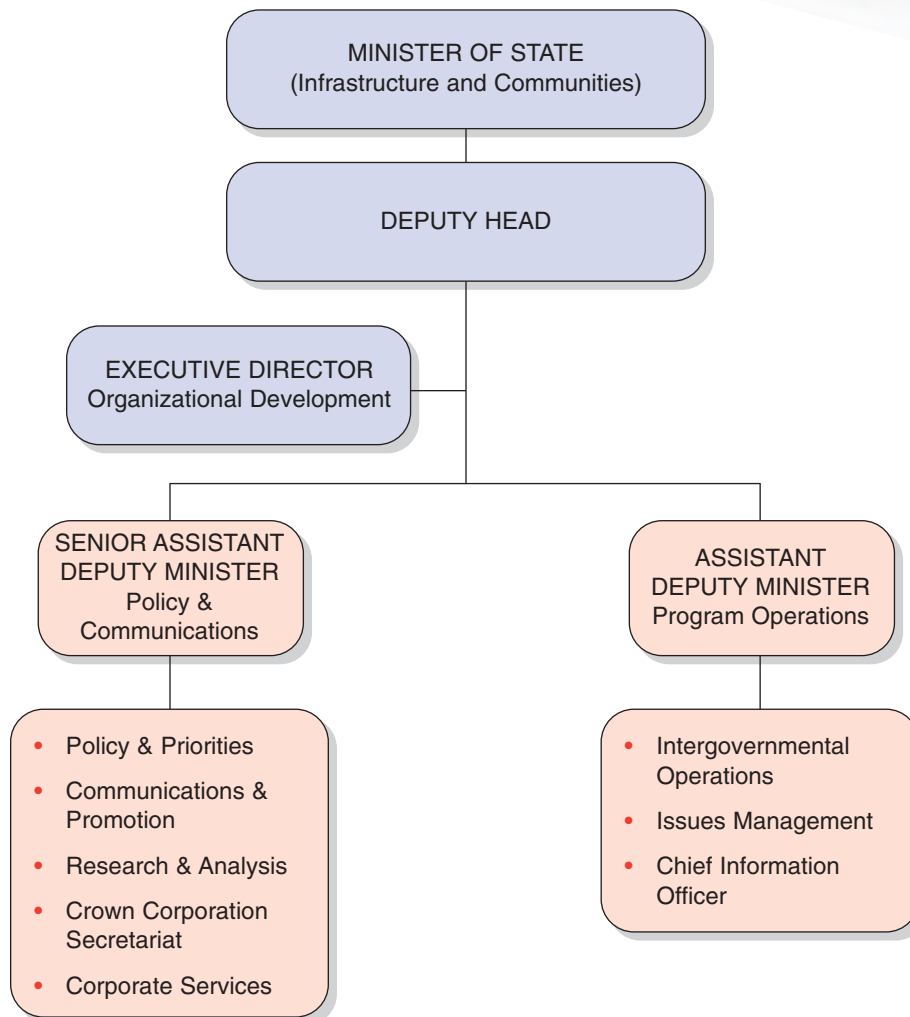 MINISTER OF STATE
(Infrastructure and Communities)
DEPUTY HEAD
EXECUTIVE DIRECTOR
Organizational Development
SENIOR ASSISTANT
DEPUTY MINISTER
Policy &
Communications
ASSISTANT
DEPUTY MINISTER
Program Operations
• Policy & Priorities
• Communications &
Promotion
• Research & Analysis
• Crown Corporation
Secretariat
• Corporate Services
• Intergovernmental
Operations
• Issues Management
• Chief Information
Officer